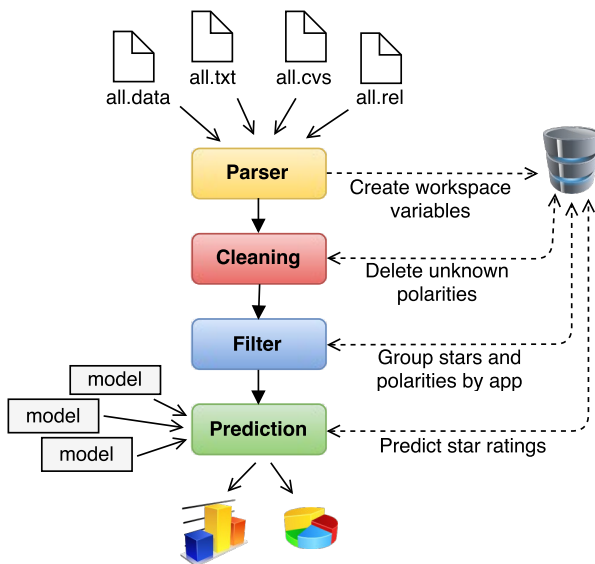 all.data
all.txt
all.cvs
all.rel
Parser
Create workspace
variables
Cleaning
Delete unknown
polarities
Filter
Group stars and
polarities by app
model
model
model
Prediction
Predict star ratings